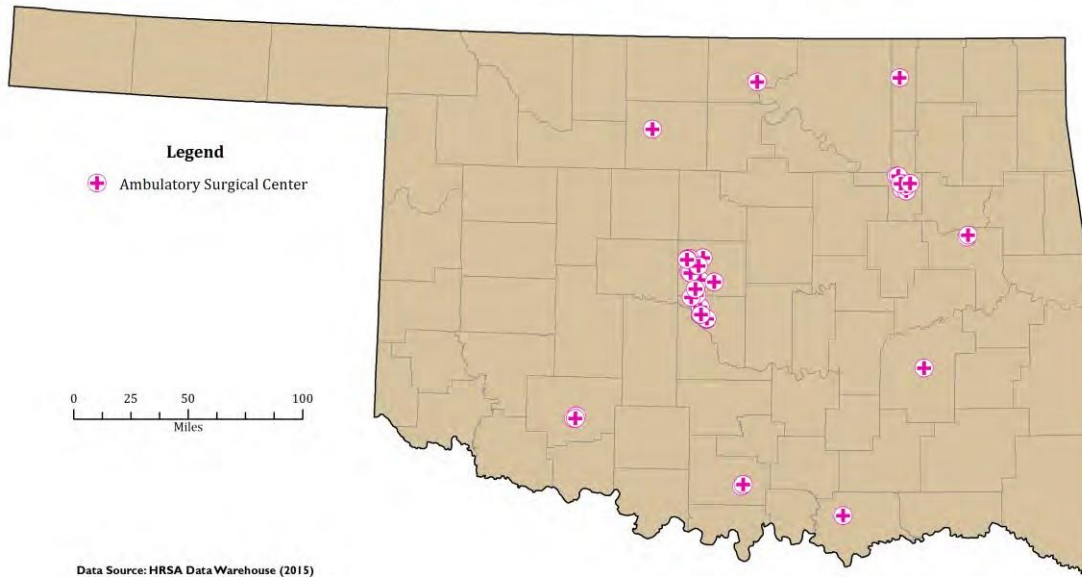 Legend
Ambulatory Surgical Center
0 25 50 100
Miles
Data Source: HRSA Data Warehouse (2015)